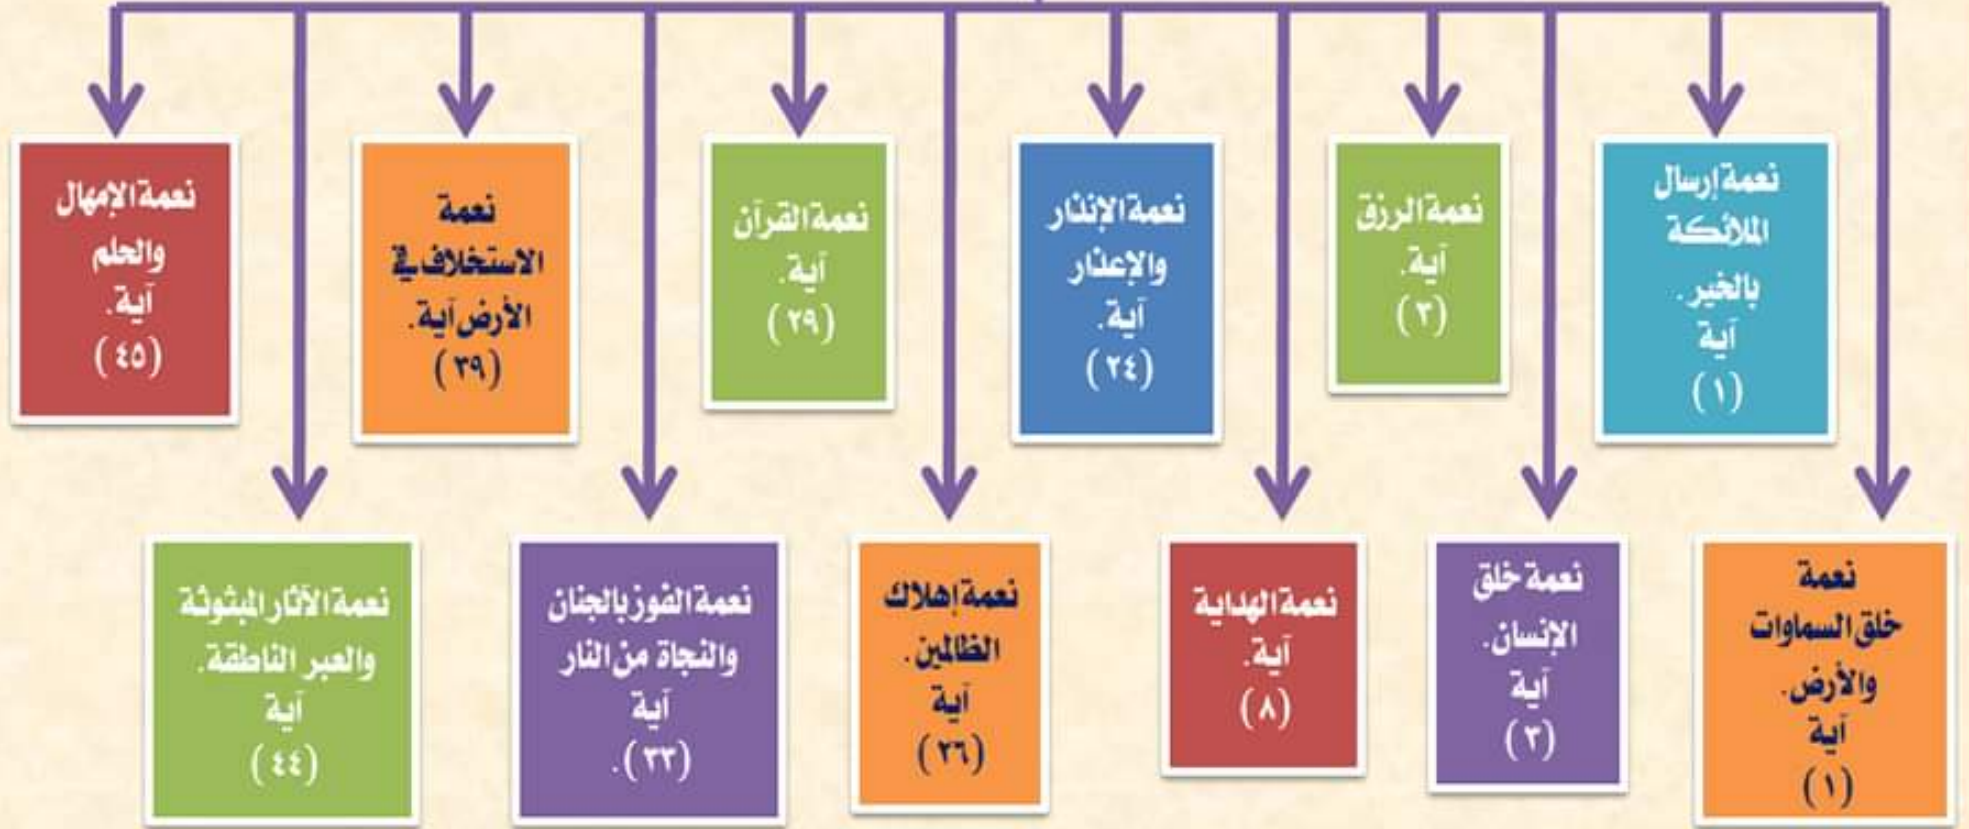 نعمة إرسال
الملائكة
بالخير.
آية
(١)
نعمة الرزق
آية.
(٣)
نعمة الإنذار
والإعذار
آية.
(٢٤)
نعمة القرآن
آية.
(٢٩)
نعمة
الاستخلاف في
الأرض آية.
(٣٩)
نعمة الإمهال
والحلم
آية.
(٤٥)
نعمة
خلق السماوات
والأرض.
آية
(١)
نعمة خلق
الإنسان.
آية
(٣)
نعمة الهداية
آية.
(٨)
نعمة إهلاك
الظالمين.
آية
(٢٦)
نعمة الفوز بالجنان
والنجاة من النار
آية
(٣٣).
نعمة الآثار المبثوثة
والعبر الناطقة.
آية
(٤٤)